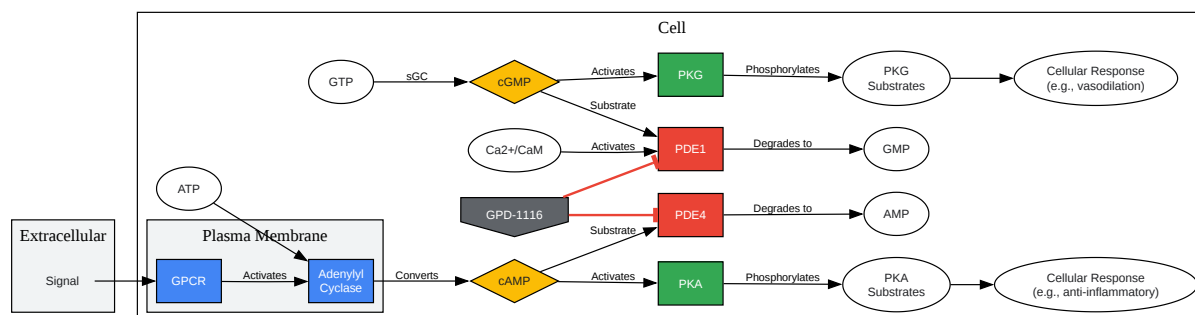 Cell
GTP
sGC
cGMP
Activates
PKG
Phosphorylates
PKG
Substrates
Cellular Response
(e.g., vasodilation)
Substrate
Ca2+/CaM
Activates
PDE1
Degrades to
GMP
ATP
GPD-1116
PDE4
Degrades to
AMP
Extracellular
Plasma Membrane
Substrate
Signal
GPCR
Activates
Adenylyl
Cyclase
Converts
cAMP
Activates
PKA
Phosphorylates
PKA
Substrates
Cellular Response
(e.g., anti-inflammatory)